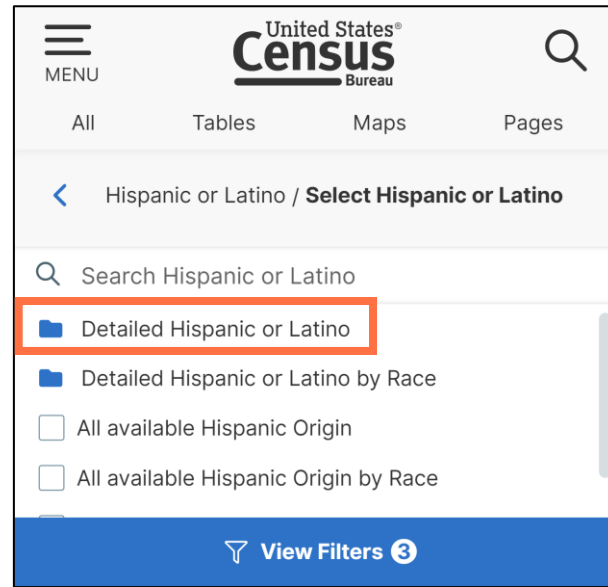 United States®
Census
Bureau
MENU
All Tables Maps Pages
Hispanic or Latino / Select Hispanic or Latino
Search Hispanic or Latino
Detailed Hispanic or Latino
Detailed Hispanic or Latino by Race
All available Hispanic Origin
All available Hispanic Origin by Race
View Filters 3